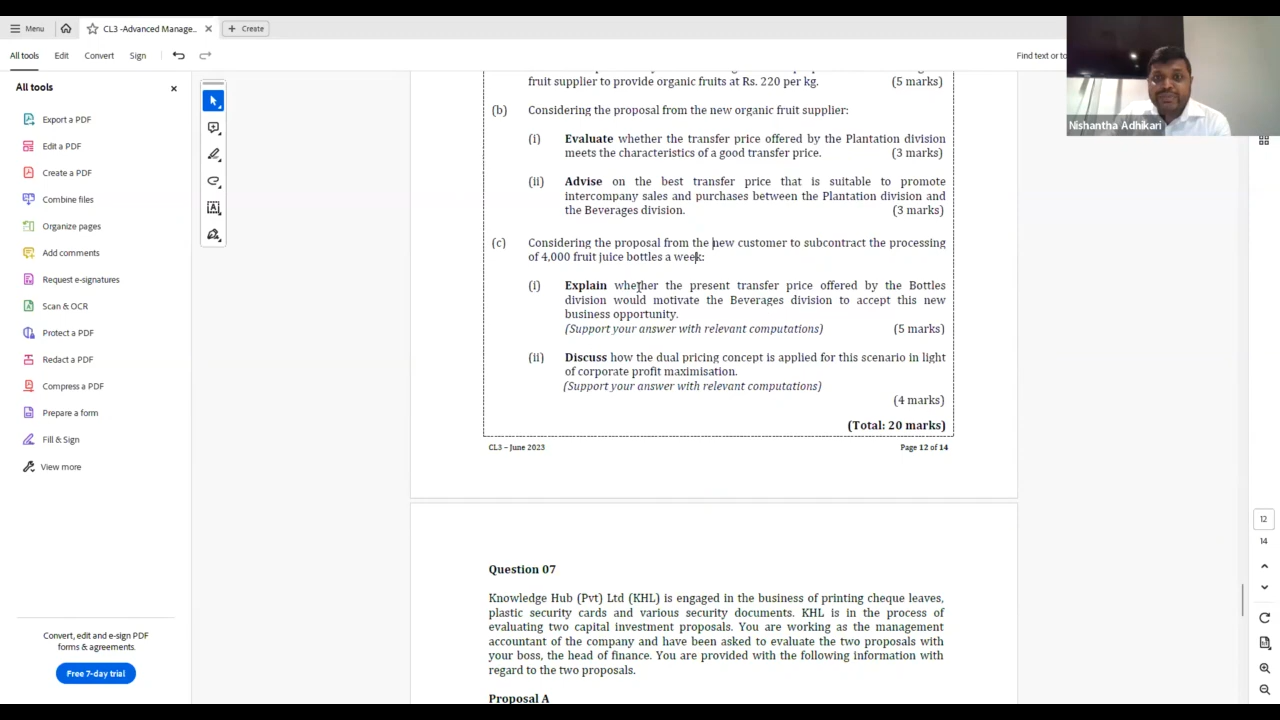 Menu
CL3 -Advanced Manage...
Create
All tools
Edit
Convert
Sign
Find text or to
All tools
Export a PDF
Edit a PDF
Create a PDF
Combine files
Organize pages
Add comments
Request e-signatures
Scan & OCR
Protect a PDF
Redact a PDF
Compress a PDF
Prepare a form
Fill & Sign
View more
Convert, edit and e-sign PDF
forms & agreements.
Free 7-day trial
Nishantha Adhikari
fruit supplier to provide organic fruits at Rs. 220 per kg. (5 marks)
(b) Considering the proposal from the new organic fruit supplier:
(i) Evaluate whether the transfer price offered by the Plantation division
meets the characteristics of a good transfer price. (3 marks)
(ii) Advise on the best transfer price that is suitable to promote
intercompany sales and purchases between the Plantation division and
the Beverages division. (3 marks)
(c) Considering the proposal from the new customer to subcontract the processing
of 4,000 fruit juice bottles a week:
(i) Explain whether the present transfer price offered by the Bottles
division would motivate the Beverages division to accept this new
business opportunity.
(Support your answer with relevant computations) (5 marks)
(ii) Discuss how the dual pricing concept is applied for this scenario in light
of corporate profit maximisation.
(Support your answer with relevant computations)
(4 marks)
(Total: 20 marks)
CL3 – June 2023 Page 12 of 14
Question 07
Knowledge Hub (Pvt) Ltd (KHL) is engaged in the business of printing cheque leaves,
plastic security cards and various security documents. KHL is in the process of
evaluating two capital investment proposals. You are working as the management
accountant of the company and have been asked to evaluate the two proposals with
your boss, the head of finance. You are provided with the following information with
regard to the two proposals.
Proposal A
12
14